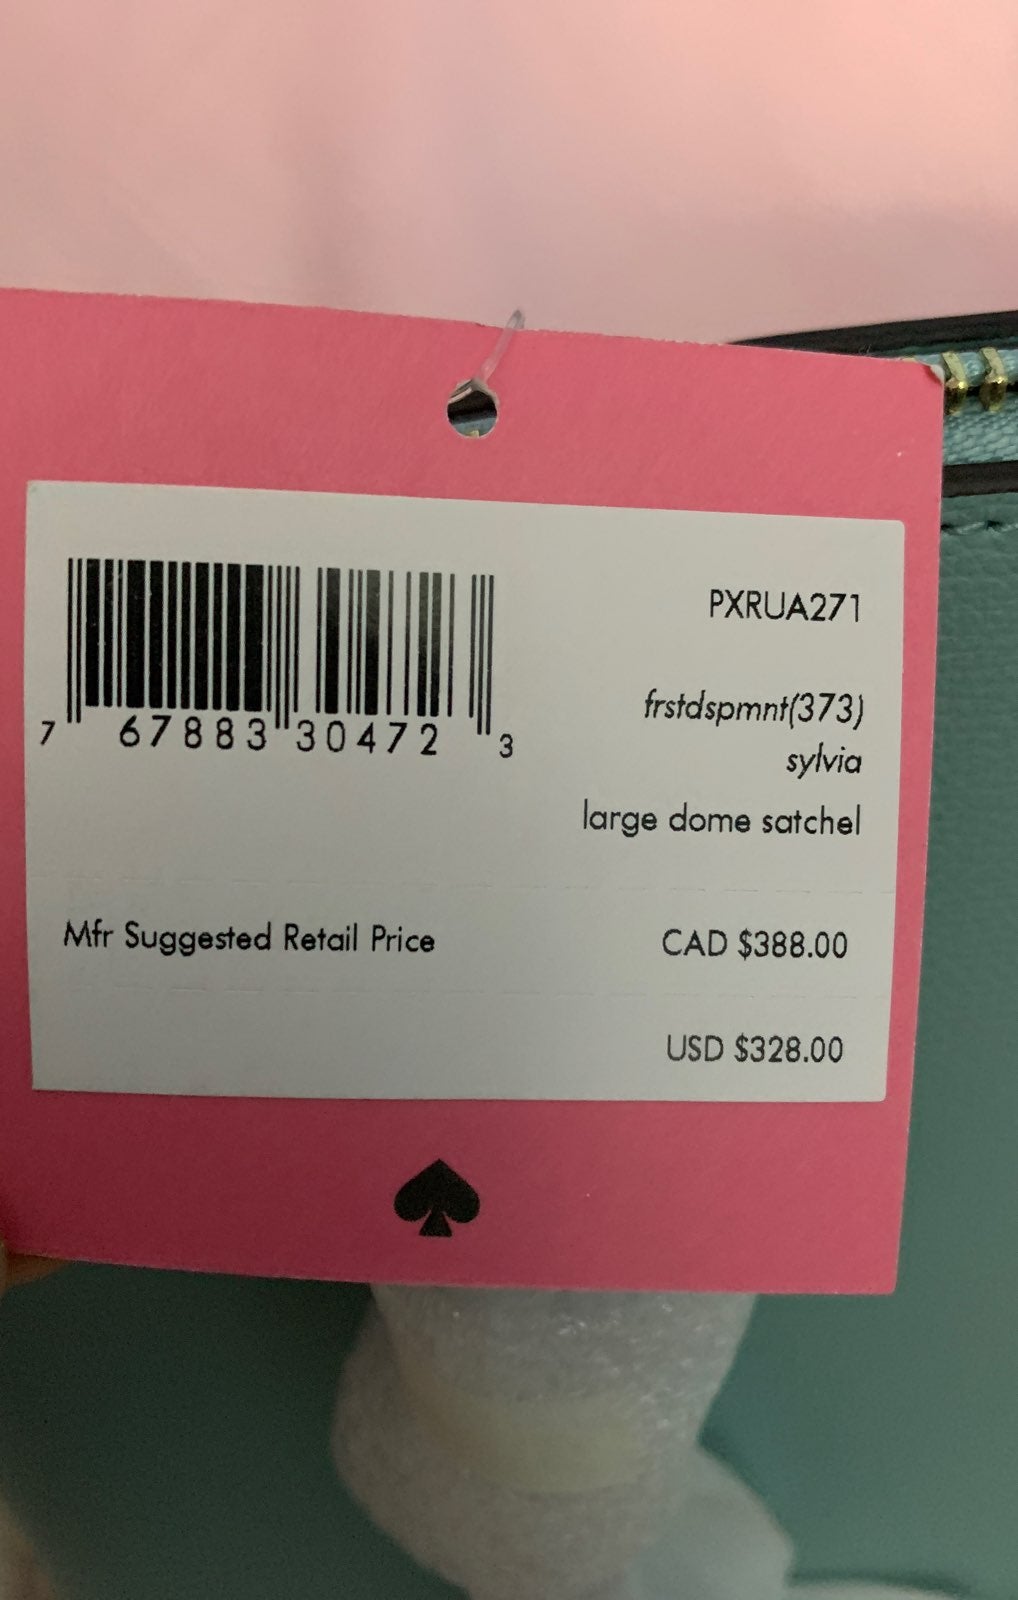 PXRUA271
7 67883 30472 3
frstdspmnt(373)
sylvia
large dome satchel
Mfr Suggested Retail Price CAD $388.00
USD $328.00